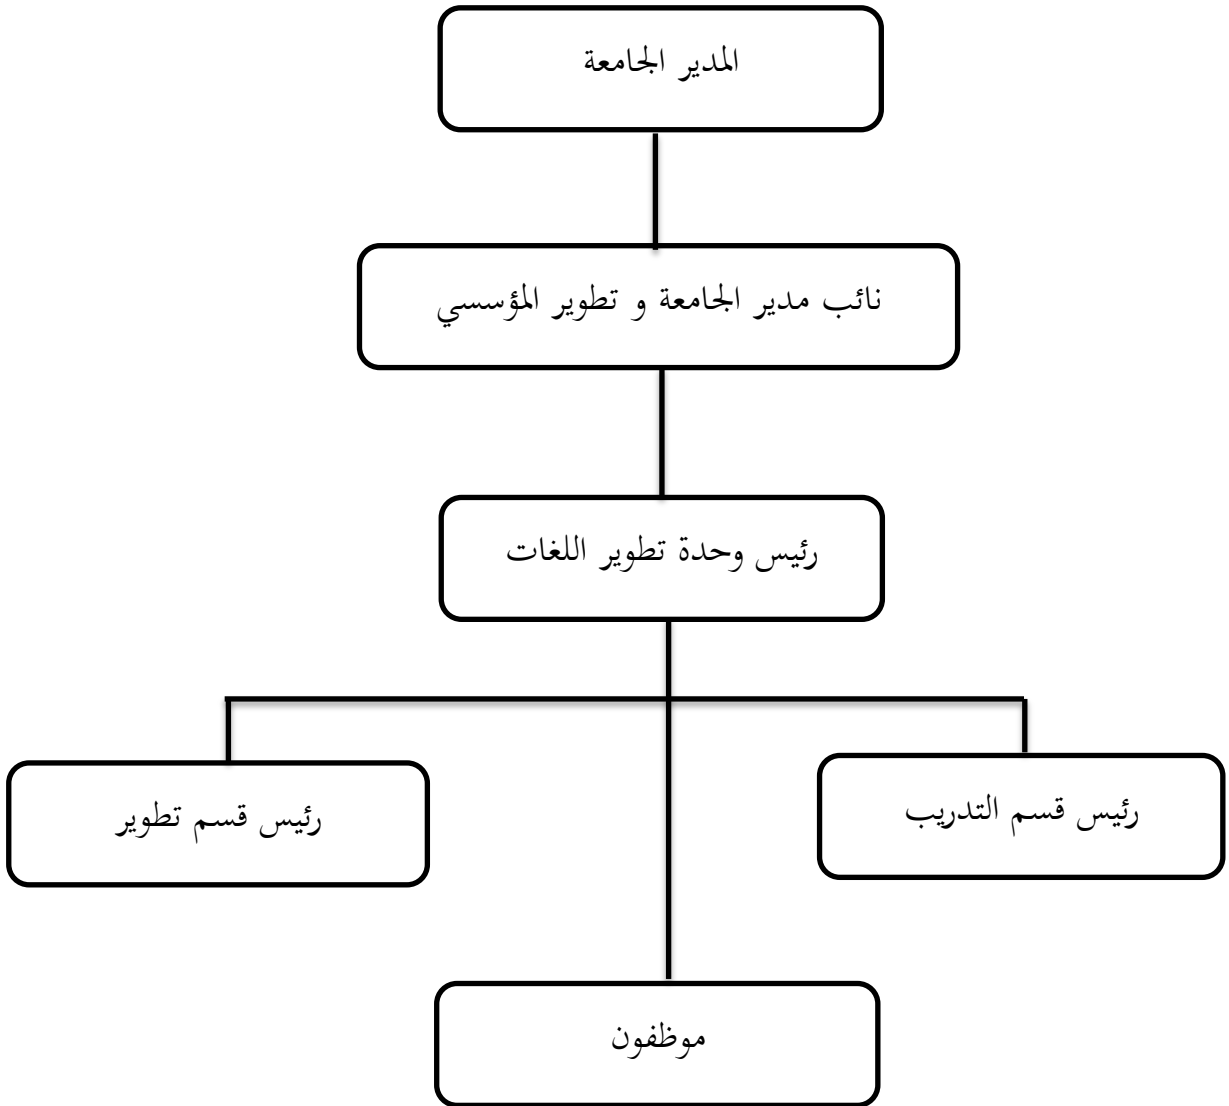 المدير الجامعة
نائب مدير الجامعة و تطوير المؤسسي
رئيس وحدة تطوير اللغات
رئيس قسم التدريب
رئيس قسم تطوير
موظفون